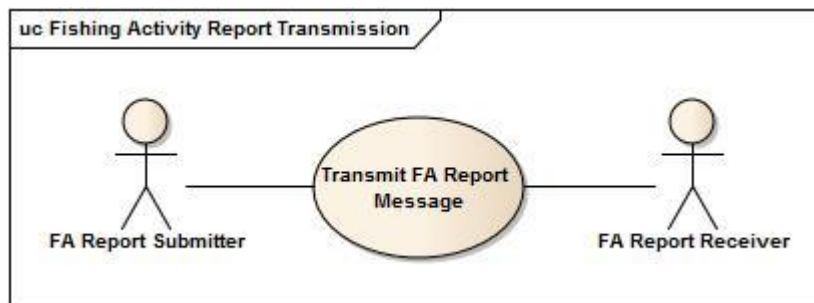 uc Fishing Activity Report Transmission
Transmit FA Report
Message
FA Report Submitter
FA Report Receiver